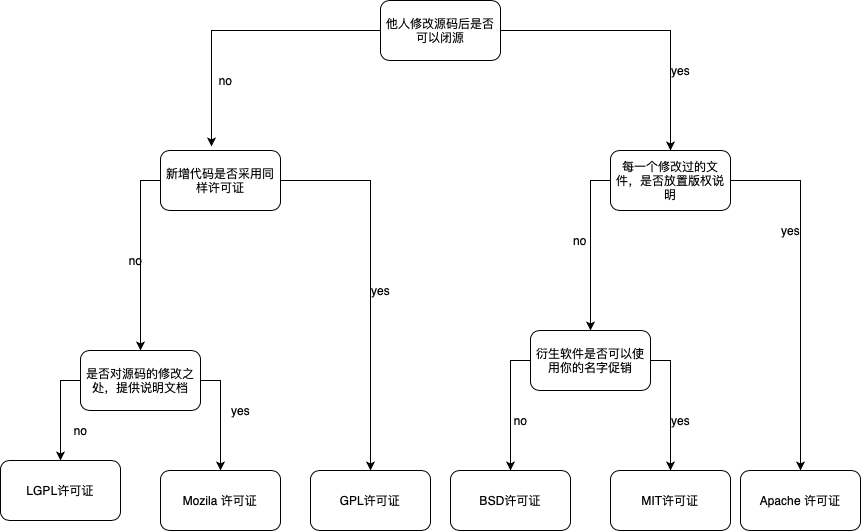 他人修改源码后是否
可以闭源
no
yes
新增代码是否采用同
样许可证
每一个修改过的文
件，是否放置版权说
明
no
yes
no
yes
是否对源码的修改之
处，提供说明文档
衍生软件是否可以使
用你的名字促销
no
yes
no
yes
LGPL许可证
Mozila 许可证
GPL许可证
BSD许可证
MIT许可证
Apache 许可证